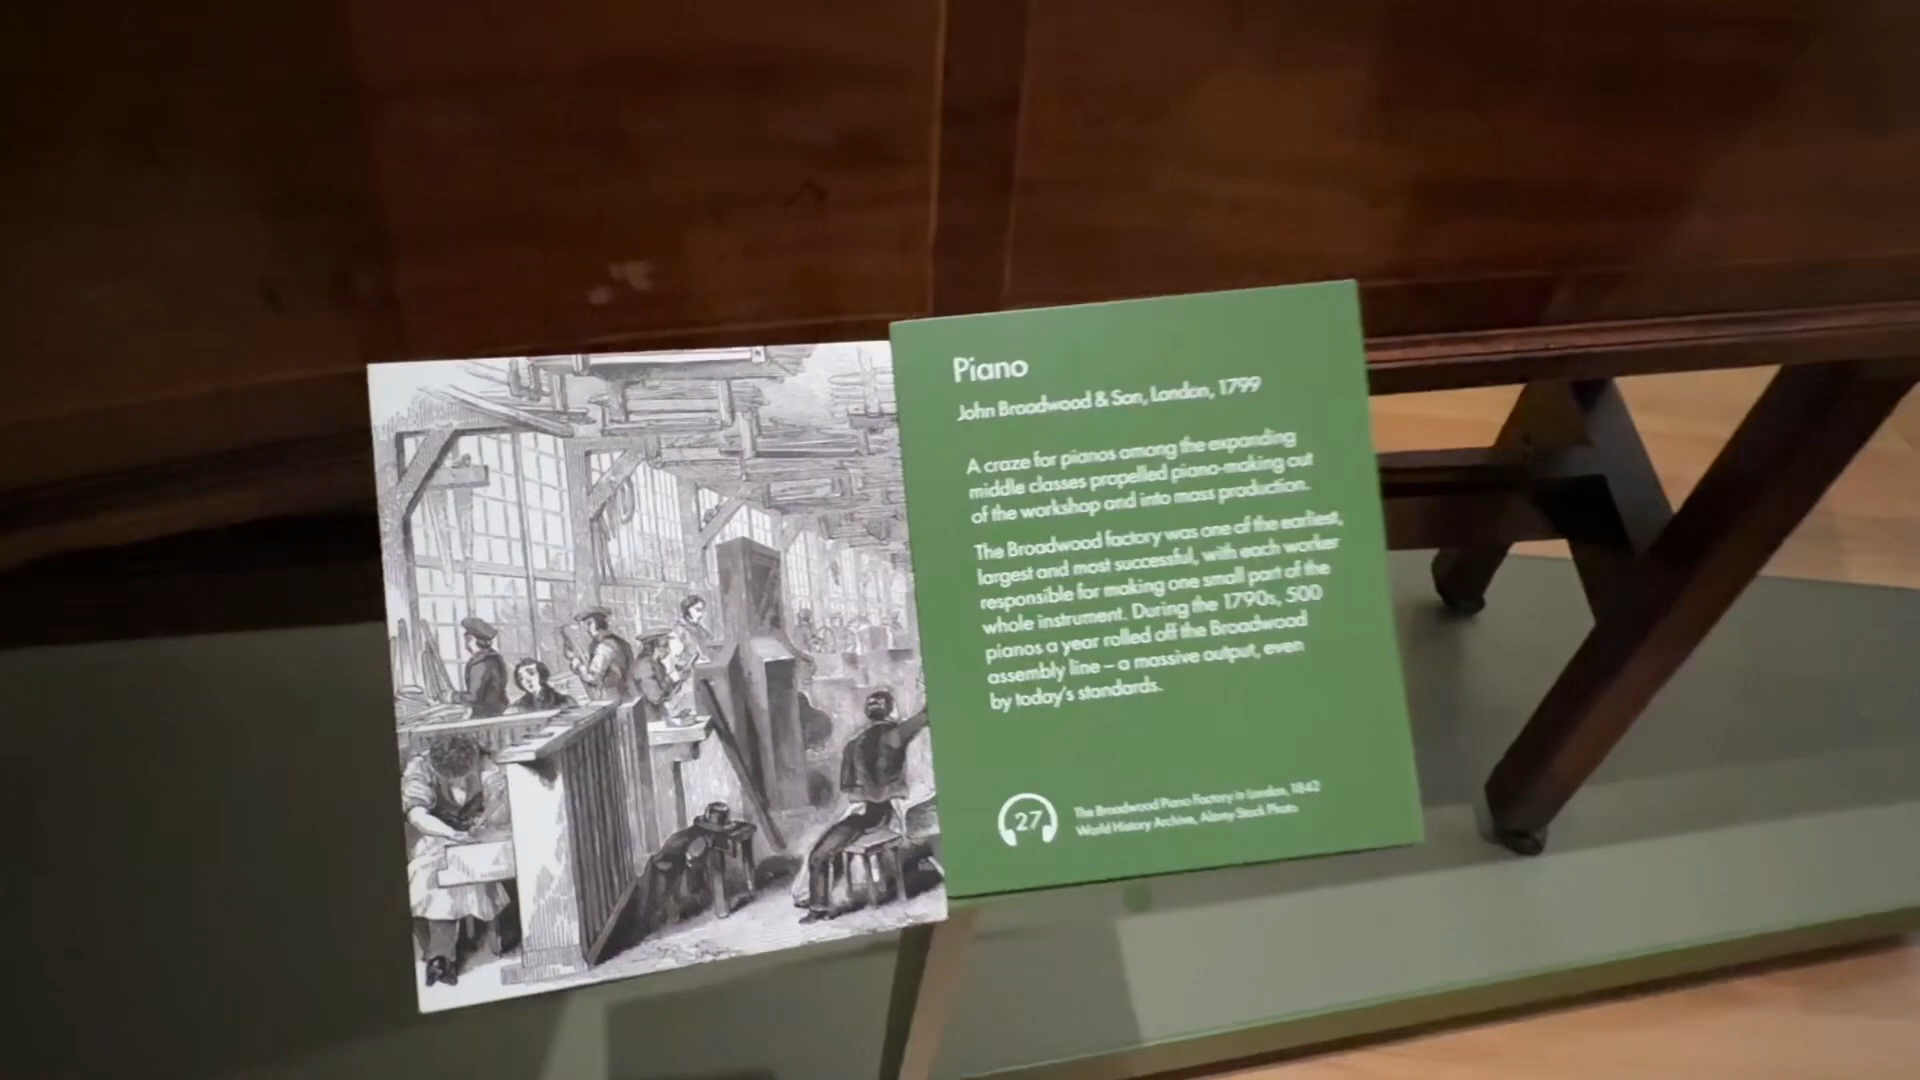 Piano
John Broadwood & Son, London, 1799
A craze for pianos among the expanding
middle classes propelled piano-making out
of the workshop and into mass production.
The Broadwood factory was one of the earliest,
largest and most successful, with each worker
responsible for making one small part of the
whole instrument. During the 1790s, 500
pianos a year rolled off the Broadwood
assembly line – a massive output, even
by today's standards.
27
The Broadwood Piano Factory in London, 1842
World History Archive, Alamy Stock Photo